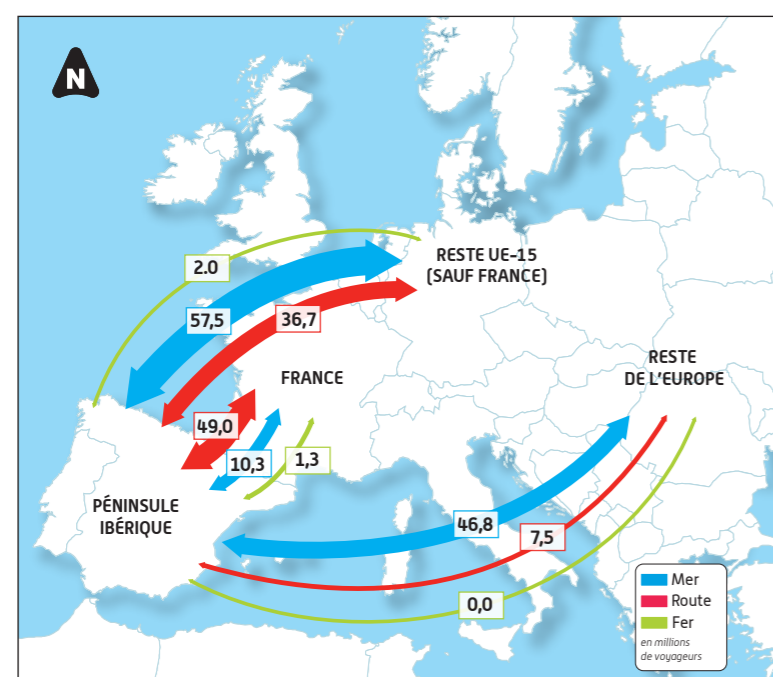 N
RESTE UE-15
(SAUF FRANCE)
2.0
57,5
36,7
FRANCE
RESTE
DE L'EUROPE
49,0
10,3
1,3
PÉNINSULE
IBÉRIQUE
46,8
7,5
0,0
Mer
Route
Fer
en millions
de voyageurs